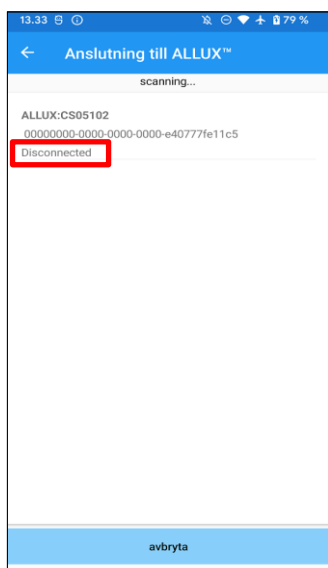 13.33 79 %
Anslutning till ALLUX™
scanning...
ALLUX:CS05102
00000000-0000-0000-0000-e40777fe11c5
Disconnected
avbryta